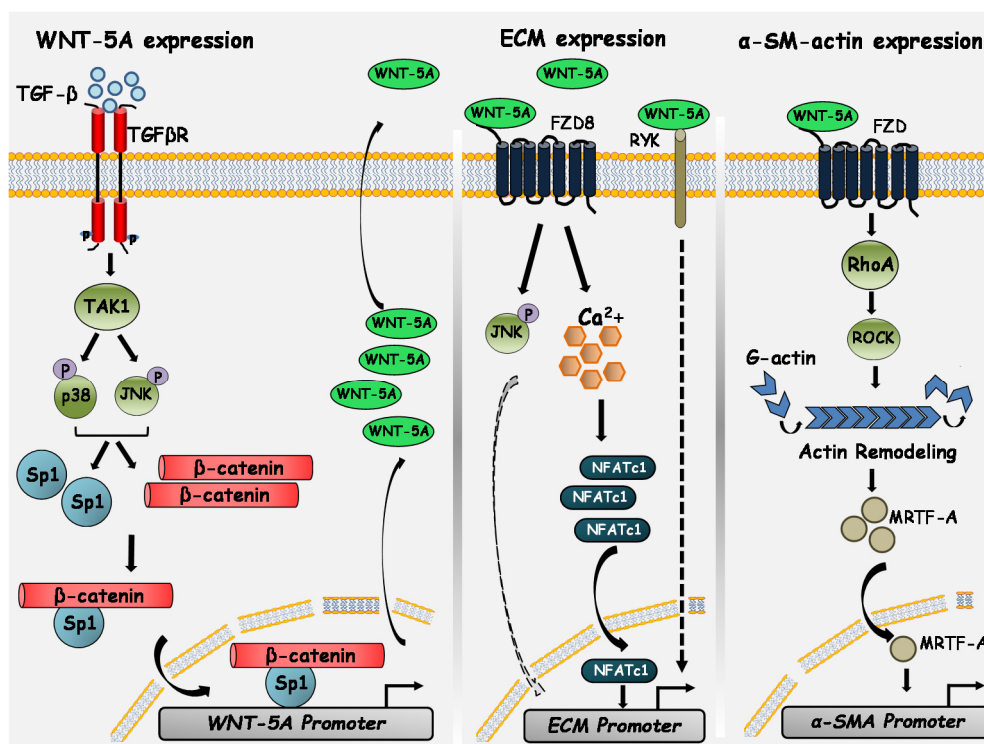 WNT-5A expression
TGF-β
TGFβR
P
P
TAK1
P
p38
P
JNK
Sp1
Sp1
β-catenin
β-catenin
β-catenin
Sp1
β-catenin
Sp1
WNT-5A Promoter
WNT-5A
WNT-5A
WNT-5A
WNT-5A
WNT-5A
ECM expression
WNT-5A
WNT-5A
FZD8
WNT-5A
RYK
P
JNK
Ca2+
NFATc1
NFATc1
NFATc1
NFATc1
ECM Promoter
α-SM-actin expression
WNT-5A
FZD
RhoA
ROCK
G-actin
Actin Remodeling
MRTF-A
MRTF-A
α-SMA Promoter